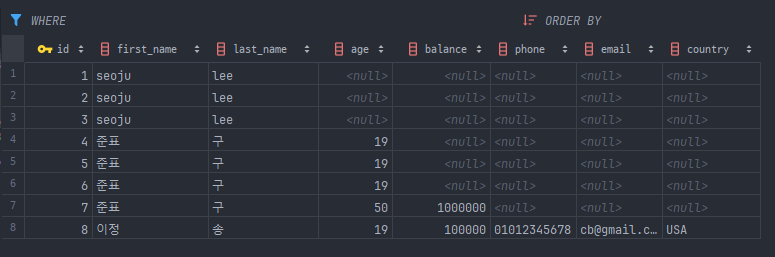 WHERE ORDER BY
id first_name last_name age balance phone email country
1 1 seoju lee <null> <null> <null> <null> <null>
2 2 seoju lee <null> <null> <null> <null> <null>
3 3 seoju lee <null> <null> <null> <null> <null>
4 4 준표 구 19 <null> <null> <null> <null>
5 5 준표 구 19 <null> <null> <null> <null>
6 6 준표 구 19 <null> <null> <null> <null>
7 7 준표 구 50 1000000 <null> <null> <null>
8 8 이정 송 19 100000 01012345678 cb@gmail.c… USA